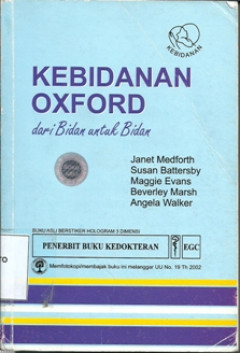 KEBIDANAN
KEBIDANAN
OXFORD
dari Bidan untuk Bidan
Janet Medforth
Susan Battersby
Maggie Evans
Beverley Marsh
Angela Walker
BUKU ASLI BERSTIKER HOLOGRAM 3 DIMENSI
PENERBIT BUKU KEDOKTERAN EGC
Memfotokopi/membajak buku ini melanggar UU No. 19 Th.2002